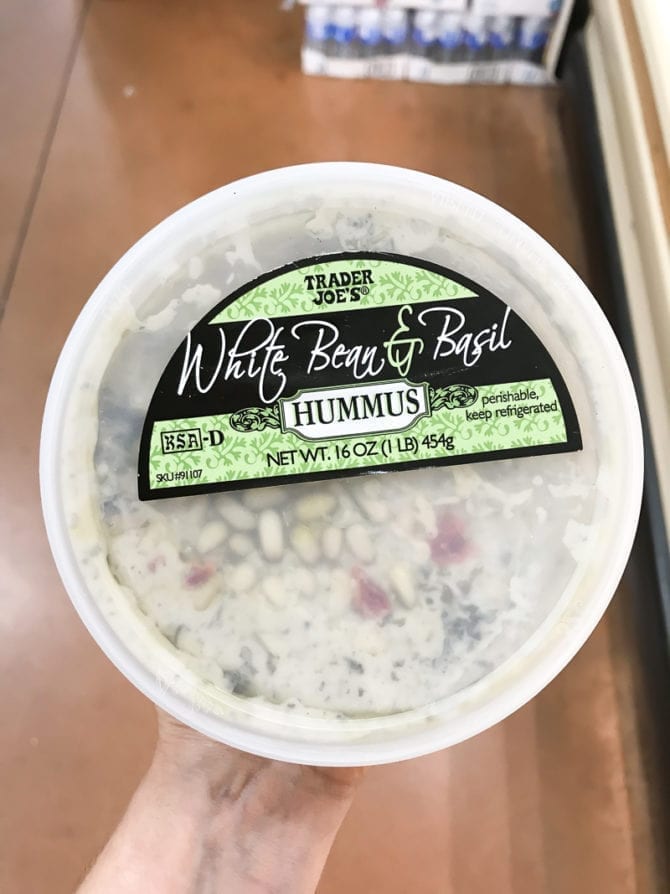 TRADER
JOE'S®
White Bean & Basil
HUMMUS
perishable,
keep refrigerated
KSA-D
NET WT. 16 OZ (1 LB) 454g
SKU#91107